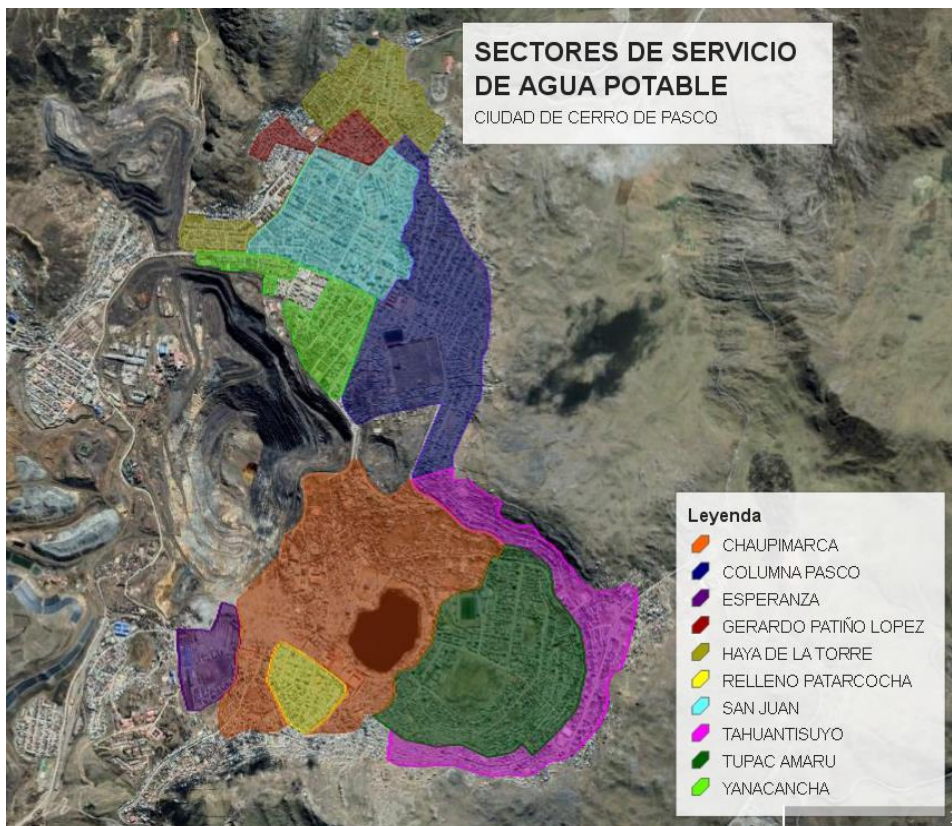 SECTORES DE SERVICIO
DE AGUA POTABLE
CIUDAD DE CERRO DE PASCO
Leyenda
CHAUPIMARCA
COLUMNA PASCO
ESPERANZA
GERARDO PATIÑO LOPEZ
HAYA DE LA TORRE
RELLENO PATARCOCHA
SAN JUAN
TAHUANTISUYO
TUPAC AMARU
YANACANCHA